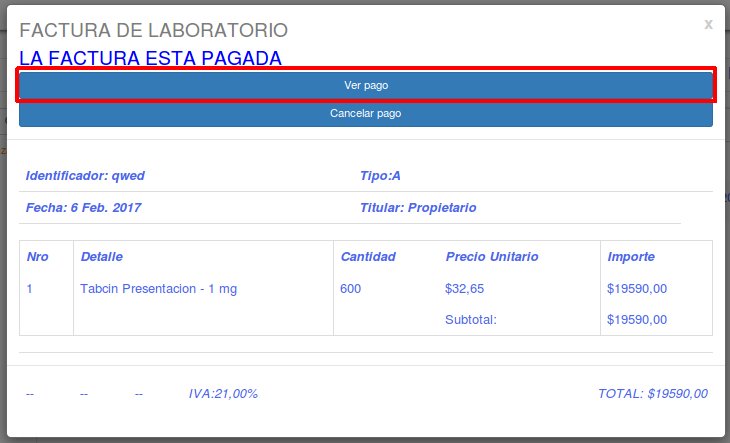 FACTURA DE LABORATORIO
x
LA FACTURA ESTA PAGADA
Ver pago
Cancelar pago
Identificador: qwed Tipo:A
Fecha: 6 Feb. 2017 Titular: Propietario
Nro Detalle Cantidad Precio Unitario Importe
1 Tabcin Presentacion - 1 mg 600 $32,65 $19590,00
Subtotal: $19590,00
-- -- -- IVA:21,00% TOTAL: $19590,00